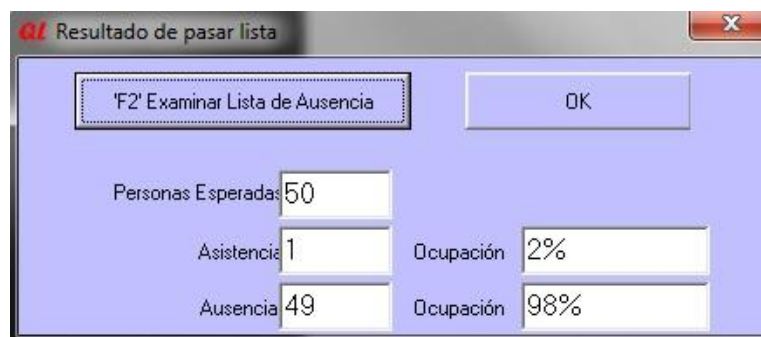 Qt Resultado de pasar lista
'F2' Examinar Lista de Ausencia OK
Personas Esperadas 50
Asistencia 1 Ocupación 2%
Ausencia 49 Ocupación 98%